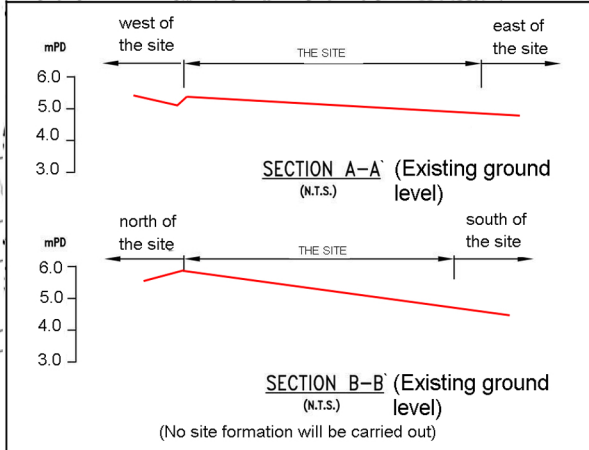 west of
the site
east of
the site
mPD
THE SITE
6.0
5.0
4.0
3.0
SECTION A-A` (Existing ground
level)
(N.T.S.)
north of
the site
south of
the site
mPD
THE SITE
6.0
5.0
4.0
3.0
SECTION B-B` (Existing ground
level)
(N.T.S.)
(No site formation will be carried out)